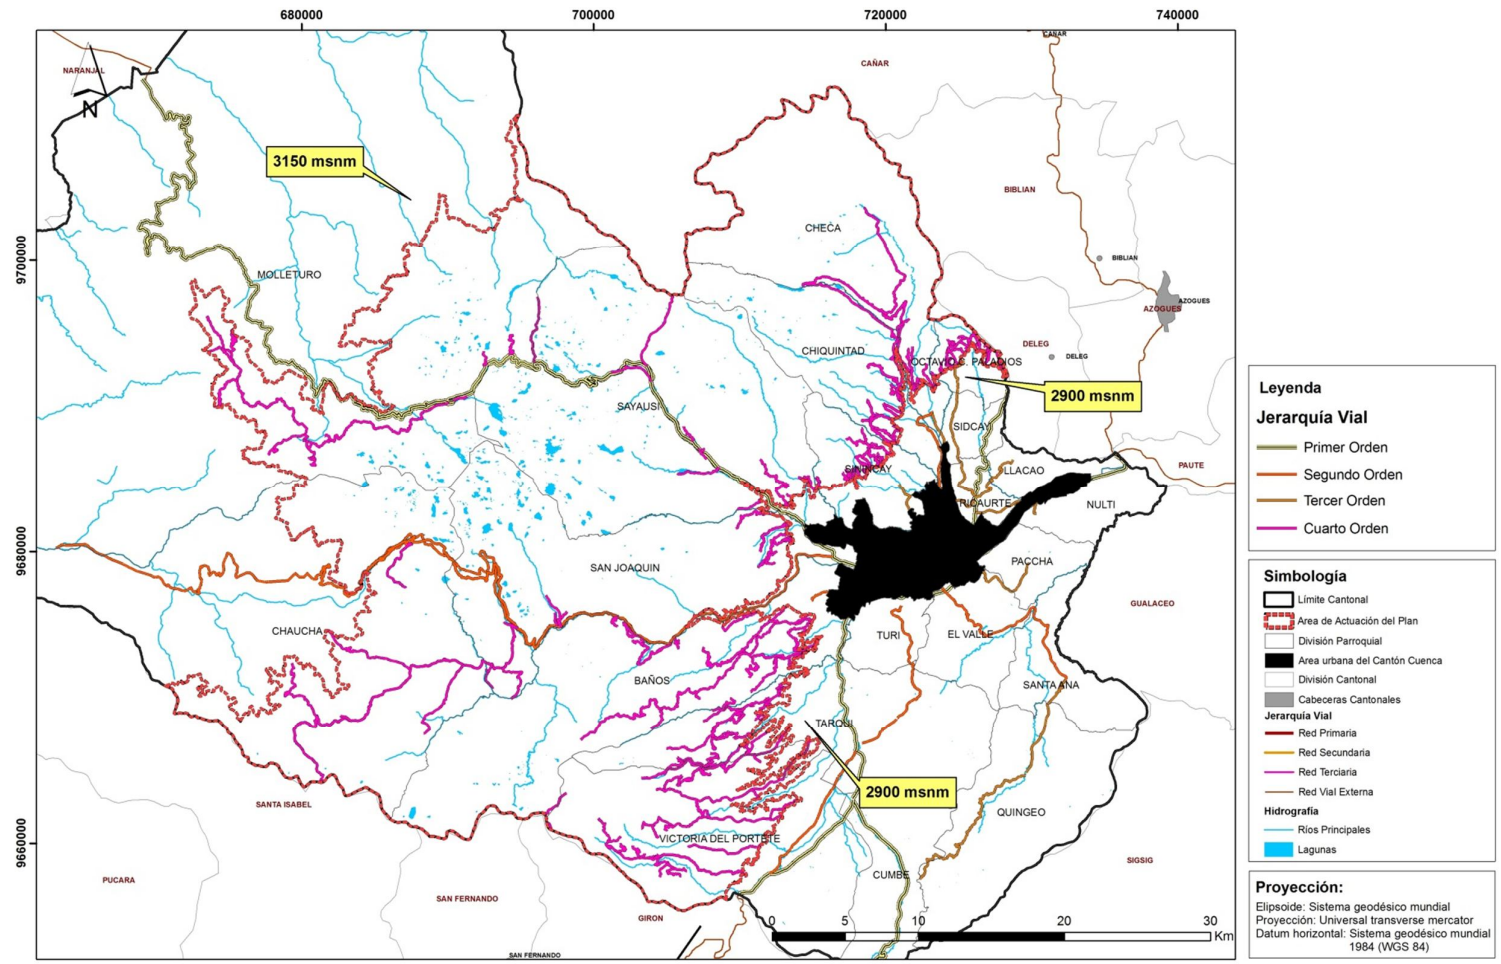 680000
700000
720000
740000
9700000
9680000
9660000
CAÑAR
CAÑAR
NARANJAL
N
3150 msnm
BIBLIAN
CHECA
BIBLIAN
MOLLETURO
AZOGUES
AZOGUES
DELEG
DELEG
CHIQUINTAD
OCTAVIO C. PALACIOS
2900 msnm
SAYAUSI
SIDCAY
SININCAY
LLACAO
PAUTE
RICAURTE
NULTI
PACCHA
SAN JOAQUIN
GUALACEO
CHAUCHA
TURI
EL VALLE
BAÑOS
SANTA ANA
TARQUI
2900 msnm
SANTA ISABEL
QUINGEO
VICTORIA DEL PORTETE
SIGSIG
PUCARA
CUMBE
SAN FERNANDO
GIRON
SAN FERNANDO
0 5 10 20 30
Km
Leyenda
Jerarquía Vial
Primer Orden
Segundo Orden
Tercer Orden
Cuarto Orden
Simbología
Límite Cantonal
Area de Actuación del Plan
División Parroquial
Area urbana del Cantón Cuenca
División Cantonal
Cabeceras Cantonales
Jerarquía Vial
Red Primaria
Red Secundaria
Red Terciaria
Red Vial Externa
Hidrografía
Ríos Principales
Lagunas
Proyección:
Elipsoide: Sistema geodésico mundial
Proyección: Universal transverse mercator
Datum horizontal: Sistema geodésico mundial
1984 (WGS 84)